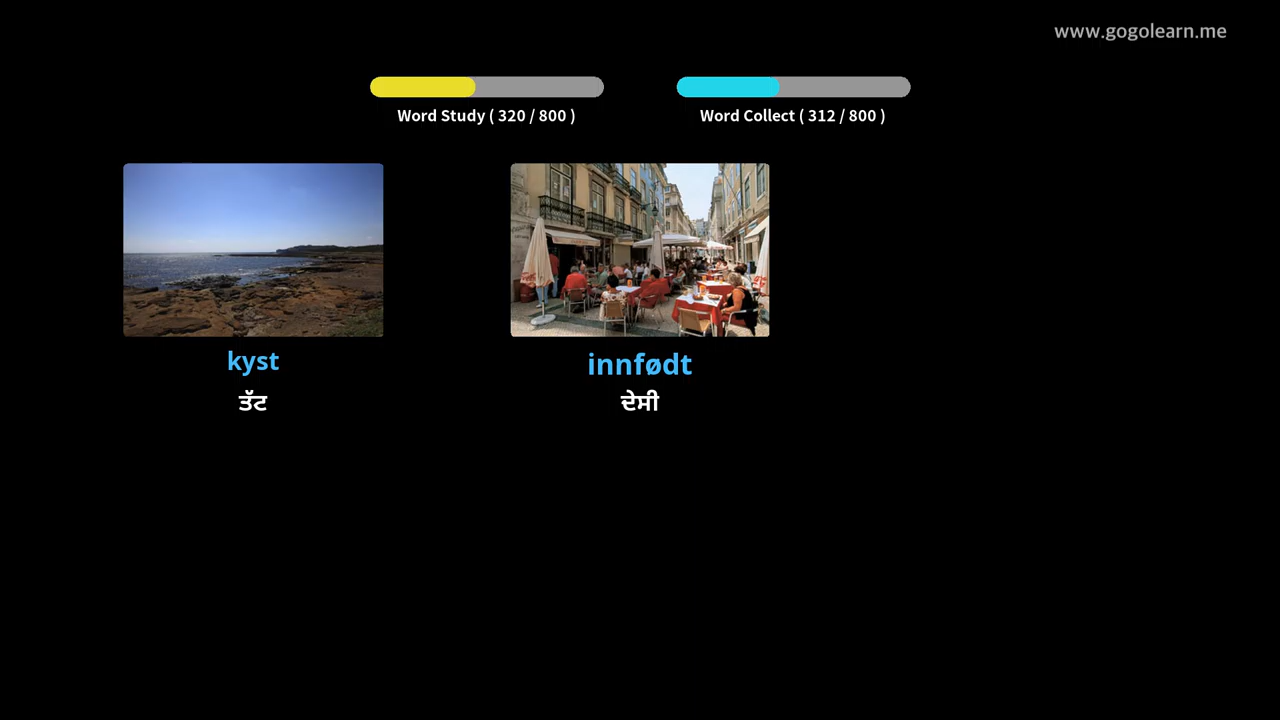 www.gogolearn.me
Word Study ( 320 / 800 )
Word Collect ( 312 / 800 )
kyst
ਤੱਟ
innfødt
ਦੇਸੀ